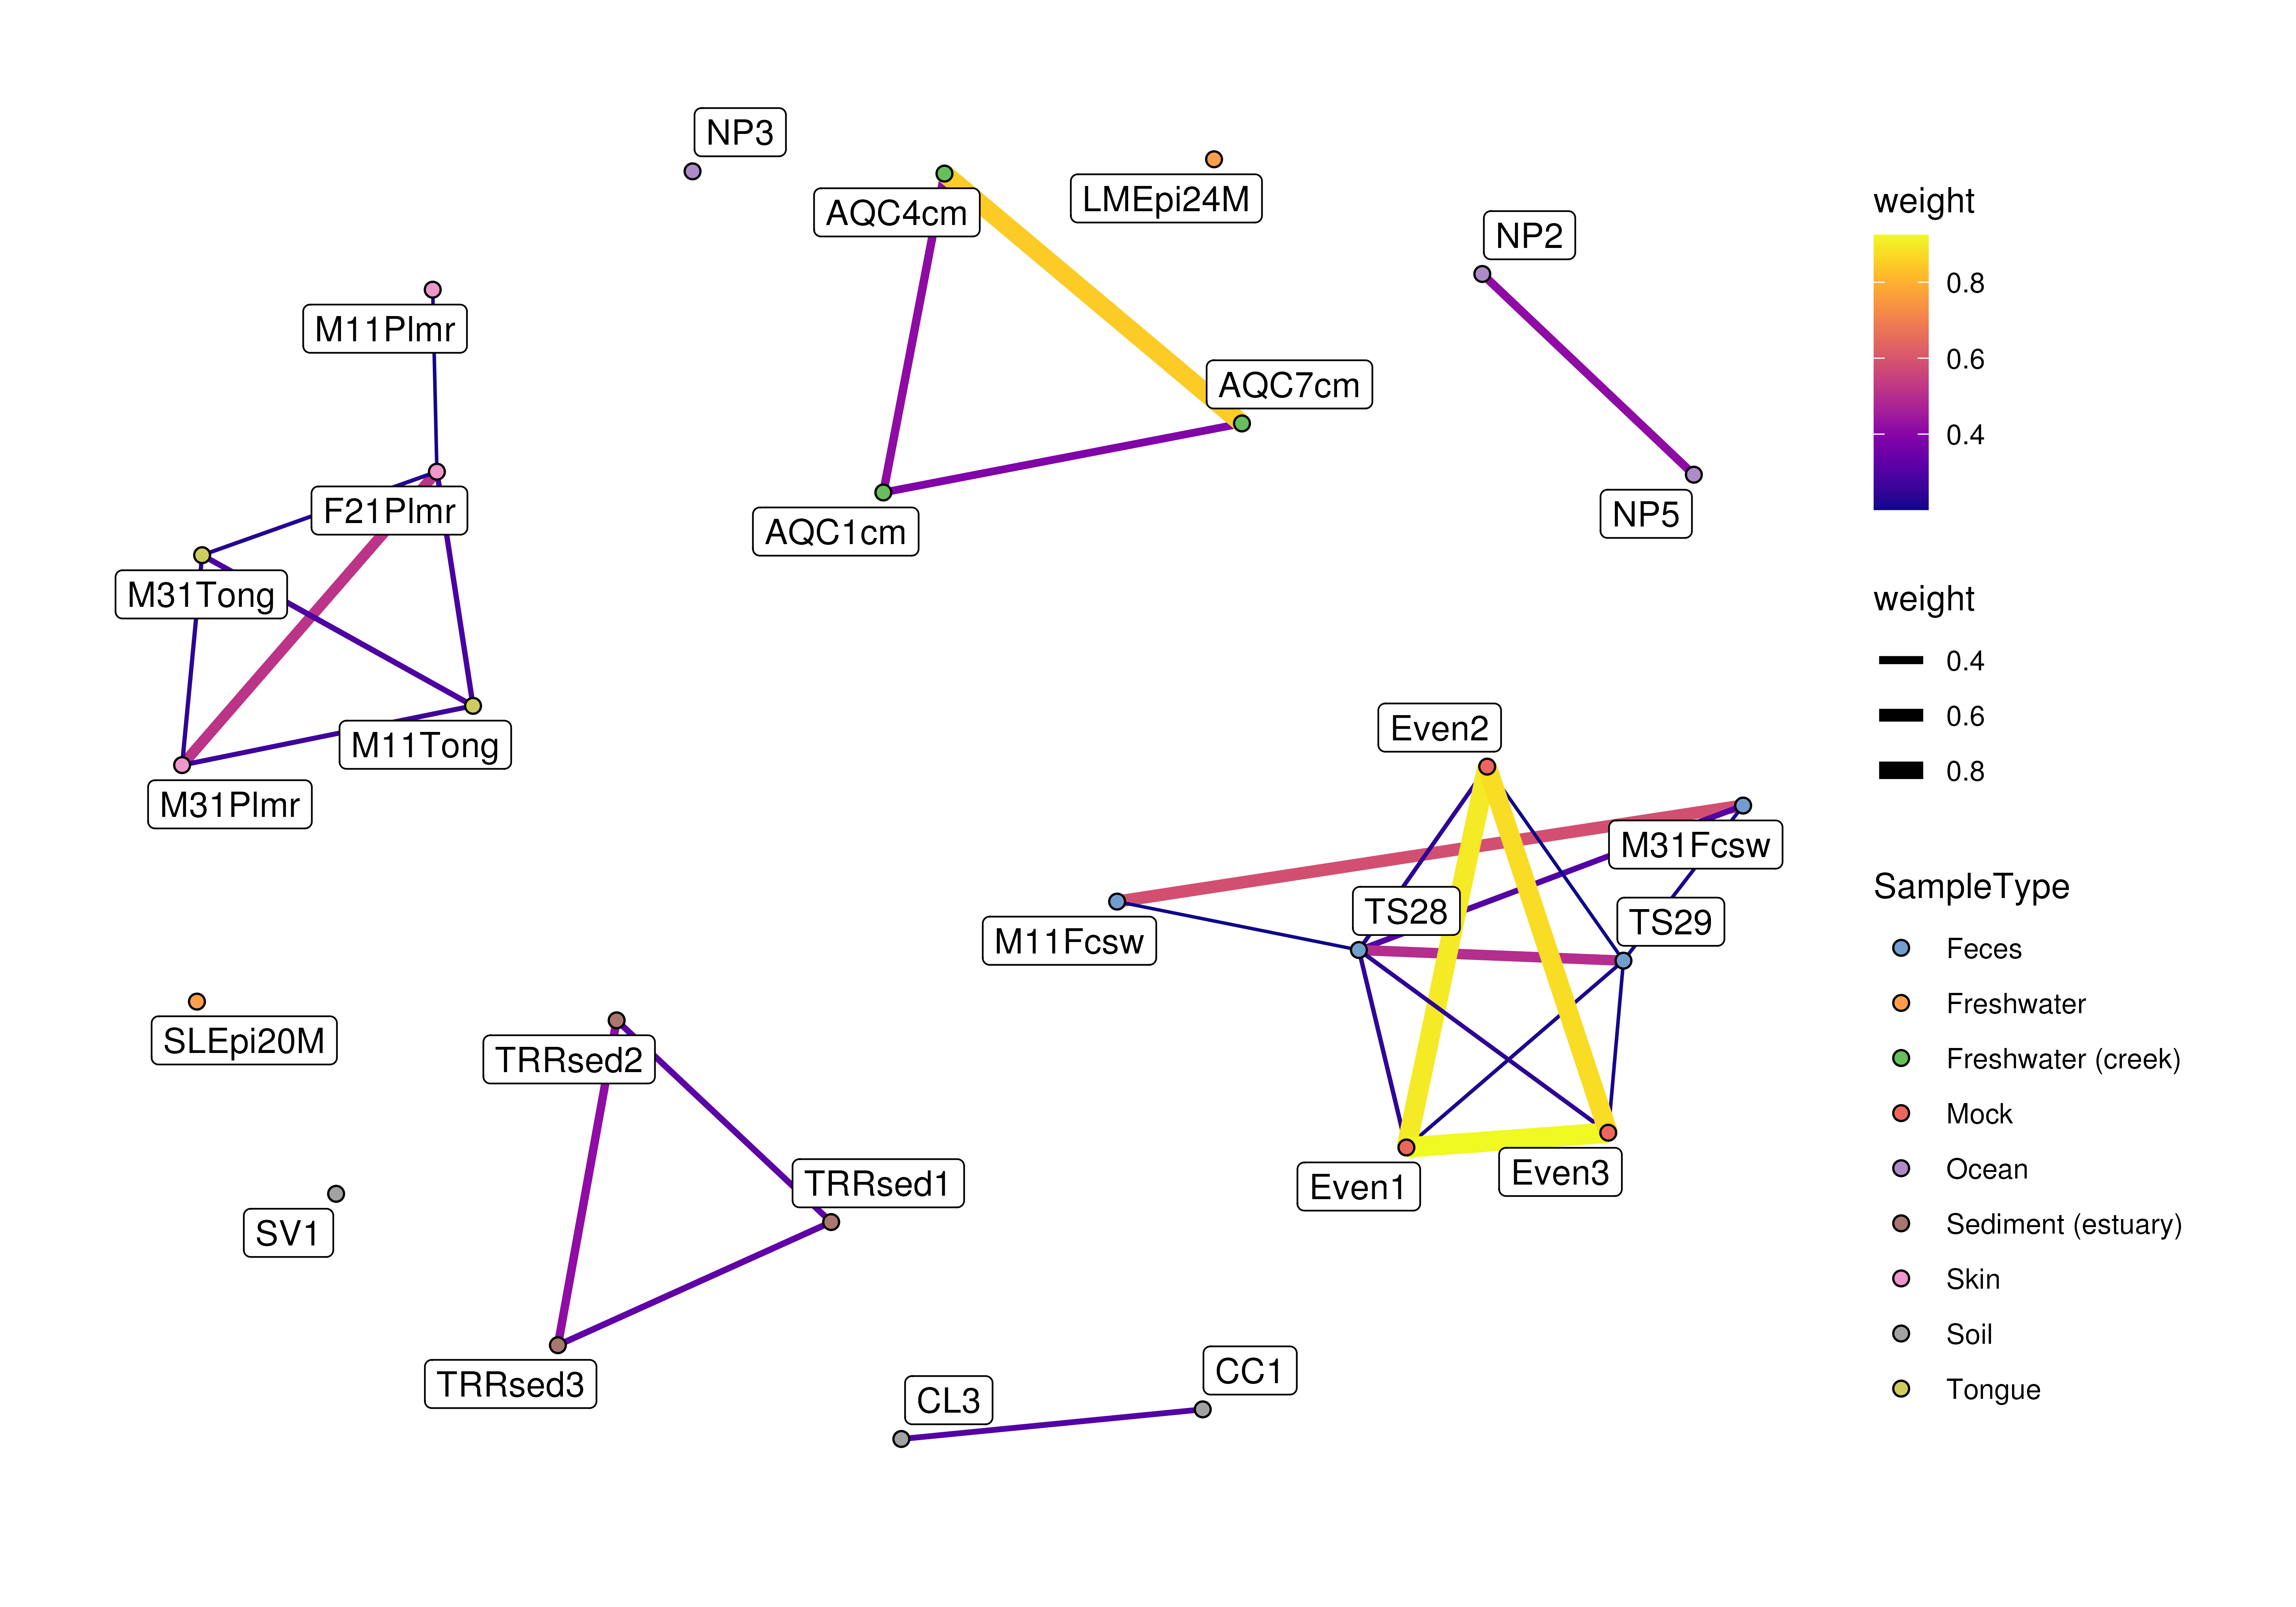 NP3
AQC4cm
LMEpi24M
NP2
M11Plmr
AQC7cm
F21Plmr
AQC1cm
NP5
M31Tong
M11Tong
M31Plmr
Even2
M31Fcsw
TS28
TS29
M11Fcsw
SLEpi20M
TRRsed2
TRRsed1
Even3
Even1
SV1
TRRsed3
CL3
CC1
weight
0.8
0.6
0.4
weight
0.4
0.6
0.8
SampleType
Feces
Freshwater
Freshwater (creek)
Mock
Ocean
Sediment (estuary)
Skin
Soil
Tongue